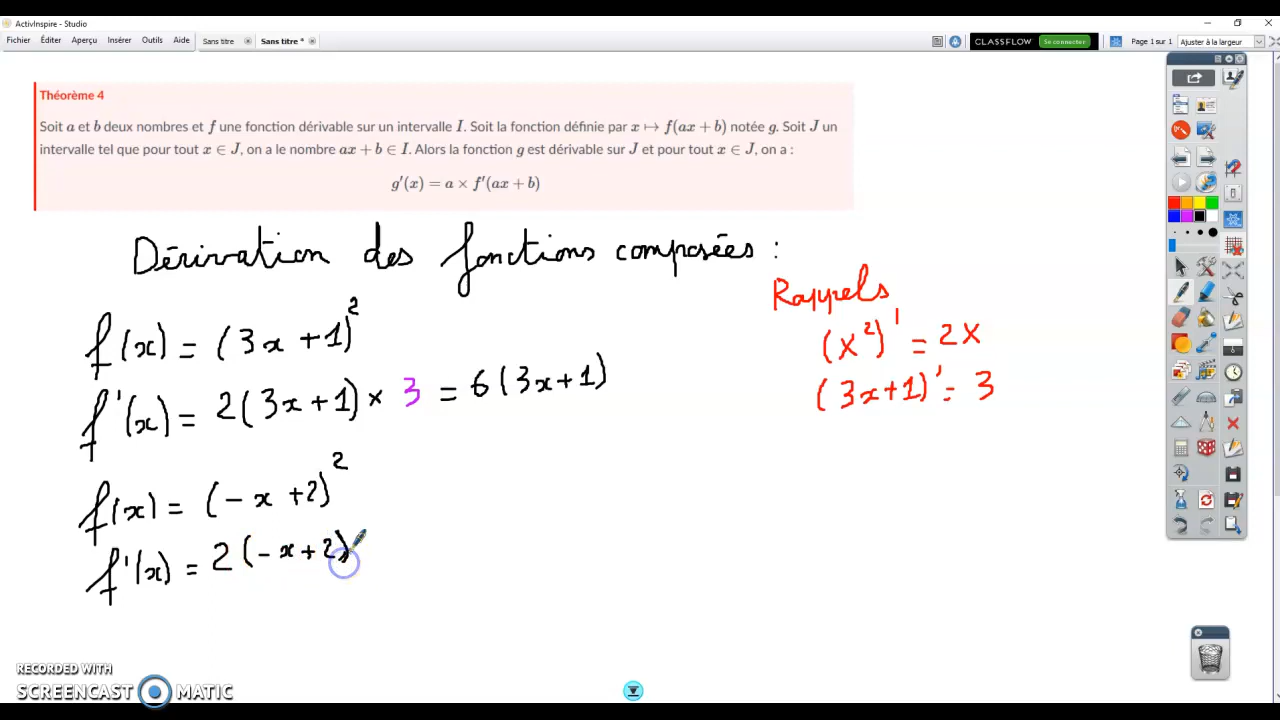 ActivInspire - Studio
Fichier Éditer Aperçu Insérer Outils Aide Sans titre Sans titre * CLASSFLOW Se connecter Page 1 sur 1 Ajuster à la largeur
Théorème 4
Soit a et b deux nombres et f une fonction dérivable sur un intervalle I. Soit la fonction définie par x ↦ f(ax + b) notée g. Soit J un
intervalle tel que pour tout x ∈ J, on a le nombre ax + b ∈ I. Alors la fonction g est dérivable sur J et pour tout x ∈ J, on a :
g′(x) = a × f′(ax + b)
Dérivation des fonctions composées :
Rappels
f(x) = (3x + 1)²
(X²)' = 2X
f'(x) = 2(3x + 1) × 3 = 6(3x+1)
(3x+1)' = 3
f(x) = (-x +2)²
f'(x) = 2(-x+2)
RECORDED WITH
SCREENCAST MATIC